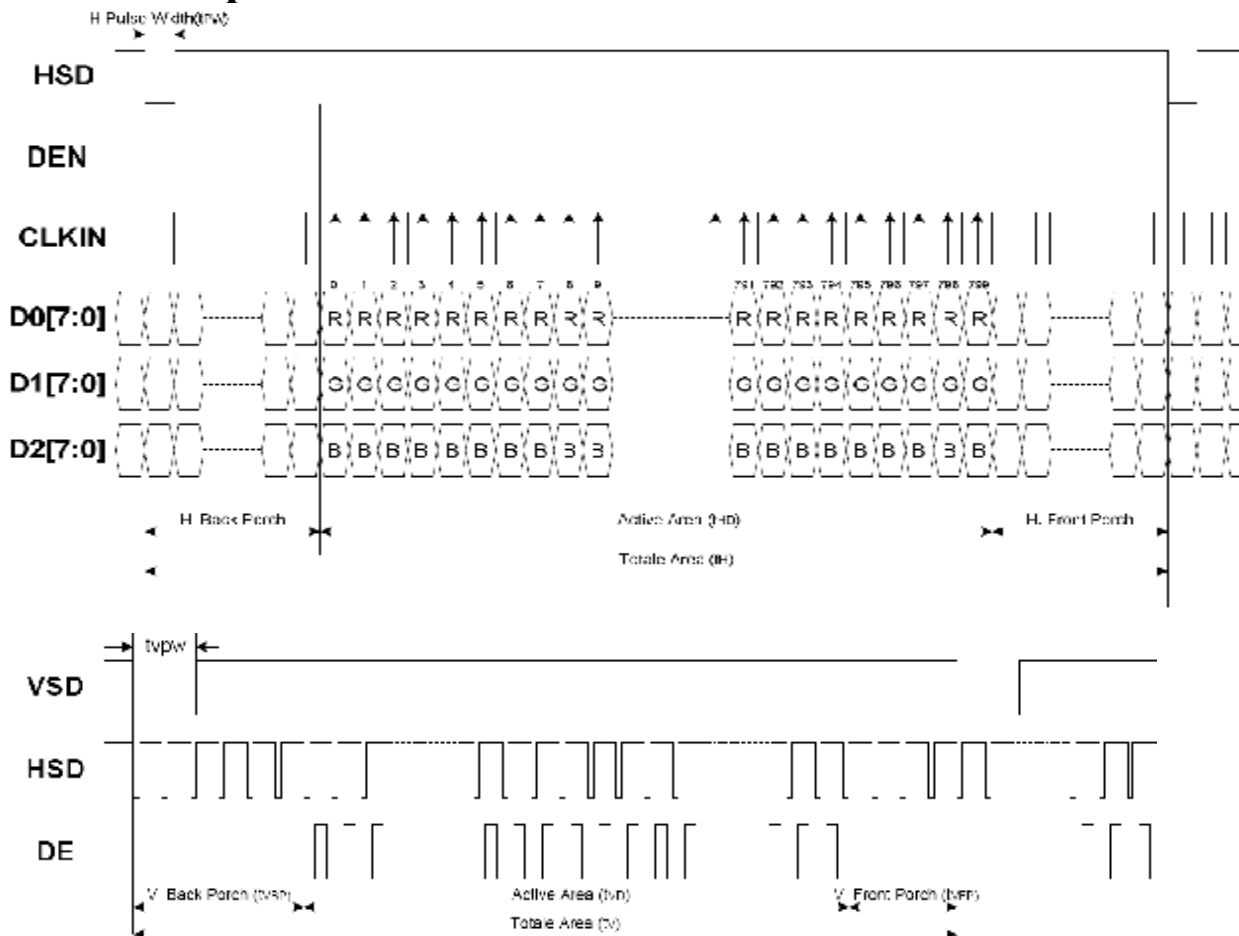 H Pulse Width(tPW)
HSD
DEN
CLKIN
0 1 2 3 4 5 6 7 8 9 791 792 793 794 795 796 797 798 799
D0[7:0] R R R R R R R R R R R R R R R R R R R
D1[7:0] G G G G G G G G G G G G G G G G G G G
D2[7:0] B B B B B B B B B B B B B B B B B B B
H. Back Porch Active Area (tHD) H. Front Porch
Totale Area (tH)
tvpw
VSD
HSD
DE
V. Back Porch (tVBP) Active Area (tVD) V. Front Porch (tVFP)
Totale Area (tV)